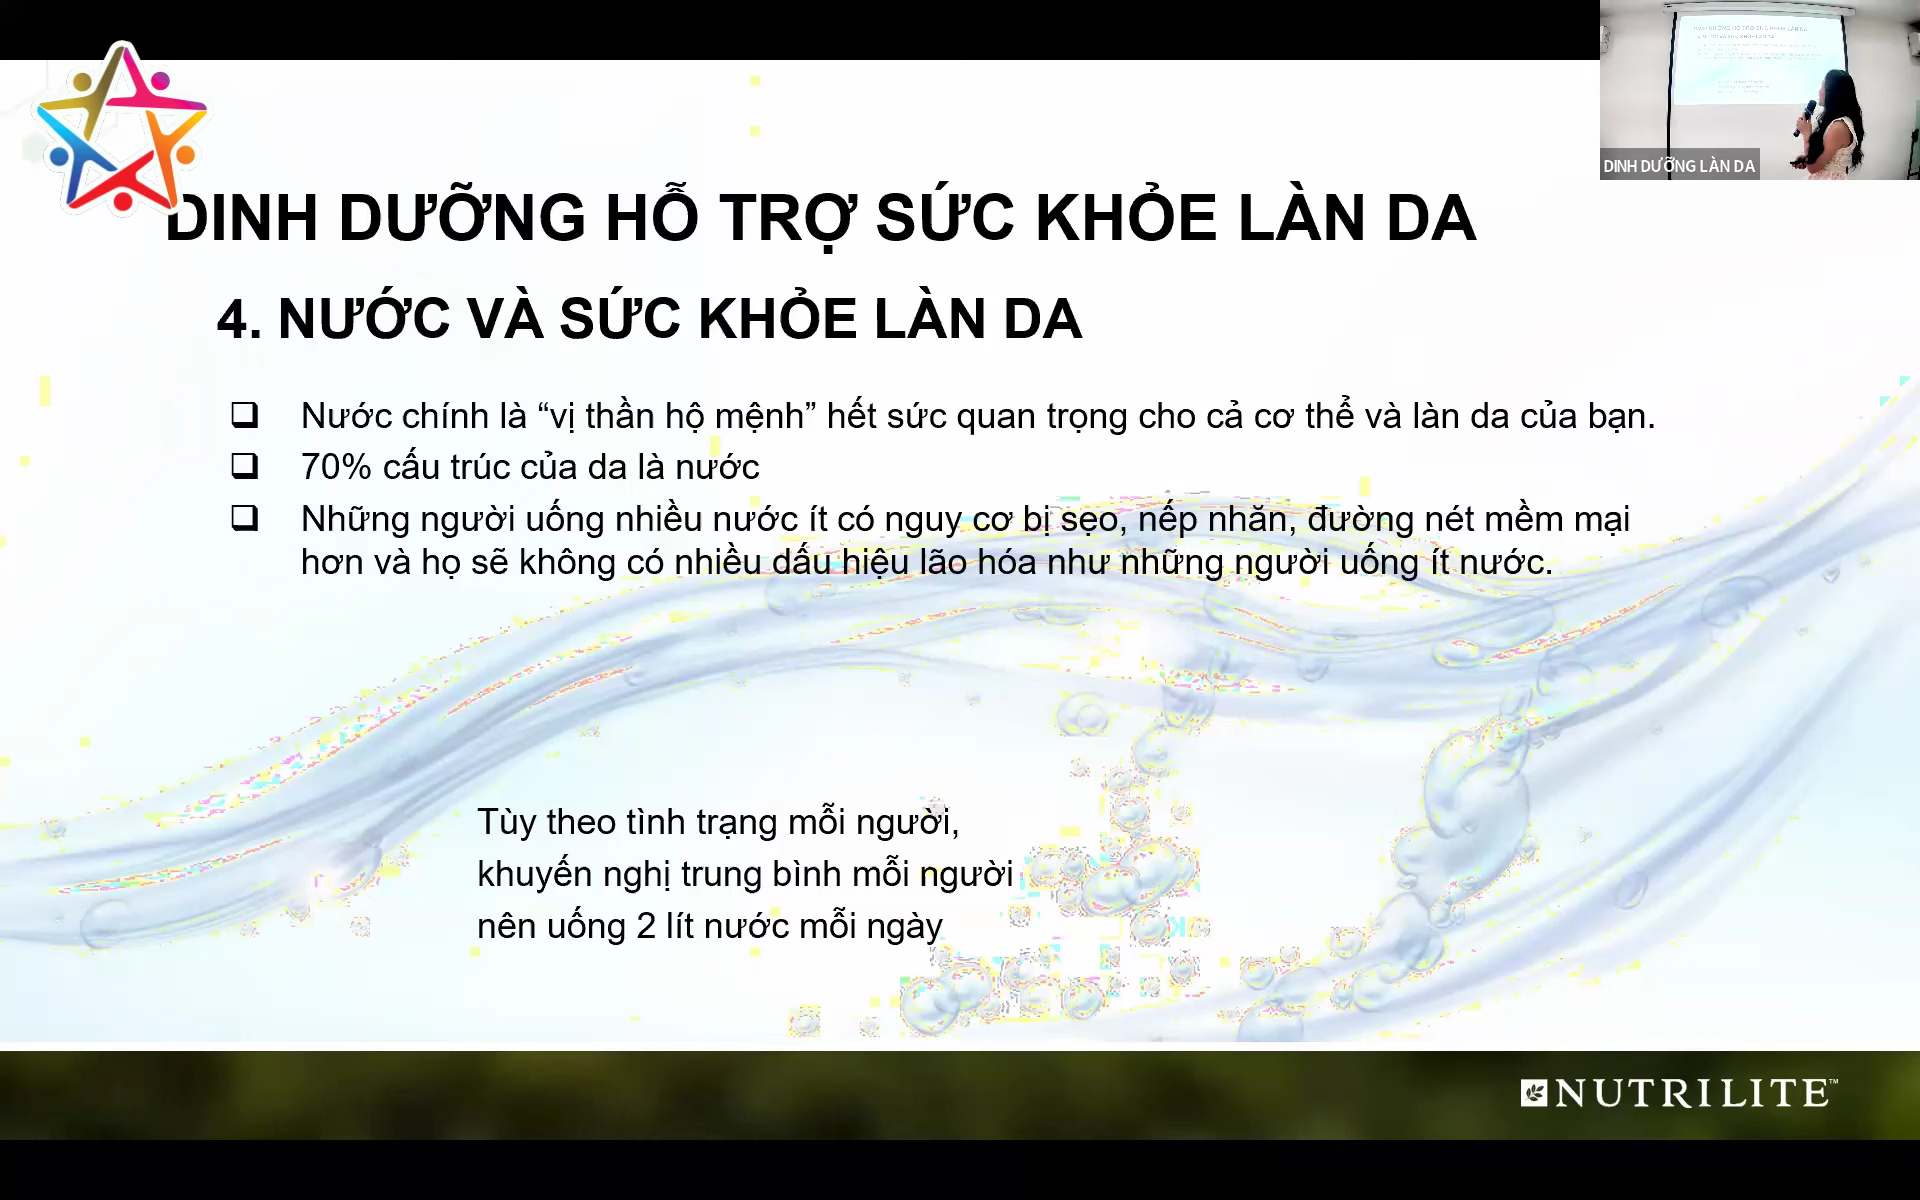 DINH DƯỠNG LÀN DA
DINH DƯỠNG HỖ TRỢ SỨC KHỎE LÀN DA
4. NƯỚC VÀ SỨC KHỎE LÀN DA
Nước chính là “vị thần hộ mệnh” hết sức quan trọng cho cả cơ thể và làn da của bạn.
70% cấu trúc của da là nước
Những người uống nhiều nước ít có nguy cơ bị sẹo, nếp nhăn, đường nét mềm mại
hơn và họ sẽ không có nhiều dấu hiệu lão hóa như những người uống ít nước.
Tùy theo tình trạng mỗi người,
khuyến nghị trung bình mỗi người
nên uống 2 lít nước mỗi ngày
NUTRILITE™